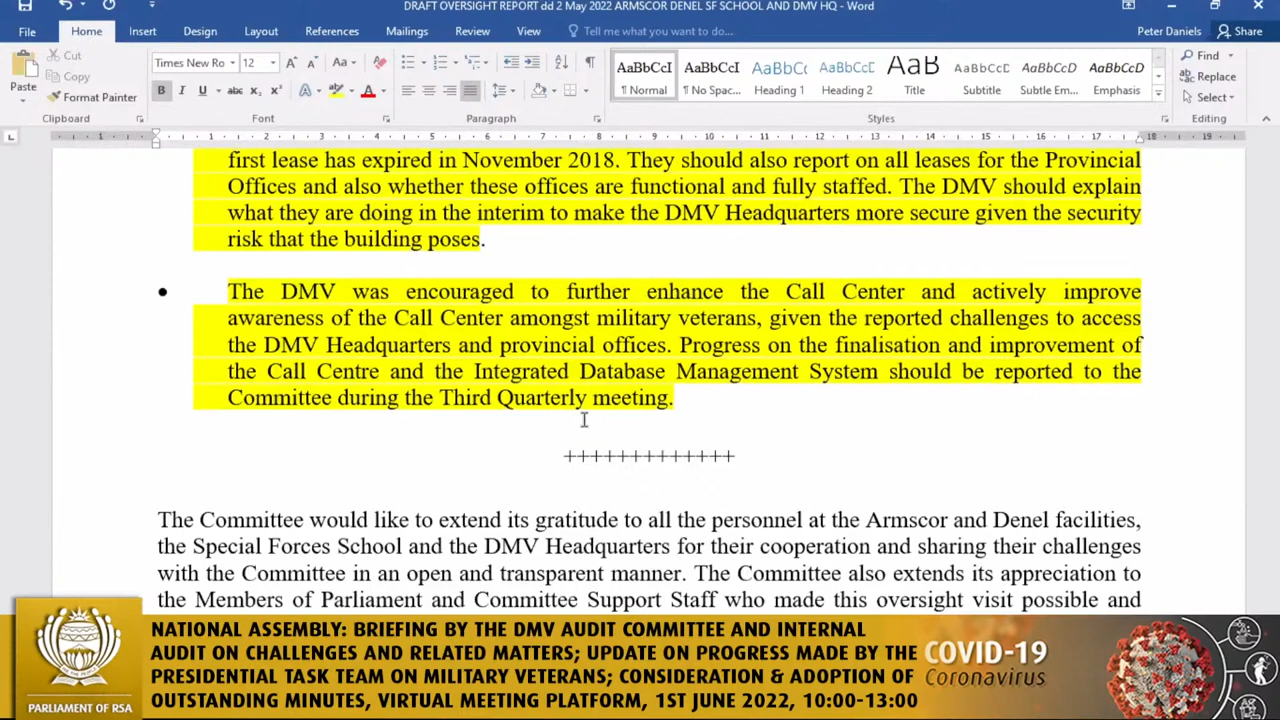 DRAFT OVERSIGHT REPORT dd 2 May 2022 ARMSCOR DENEL SF SCHOOL AND DMV HQ - Word
File Home Insert Design Layout References Mailings Review View Tell me what you want to do... Peter Daniels Share
Paste
Cut
Copy
Format Painter
Clipboard
Times New Ro 12
Font
Paragraph
AaBbCcI AaBbCcI AaBbC AaBbCcI AaB AaBbCcD AaBbCcD AaBbCcD
¶ Normal ¶ No Spac... Heading 1 Heading 2 Title Subtitle Subtle Em... Emphasis
Styles
Find
Replace
Select
Editing
first lease has expired in November 2018. They should also report on all leases for the Provincial
Offices and also whether these offices are functional and fully staffed. The DMV should explain
what they are doing in the interim to make the DMV Headquarters more secure given the security
risk that the building poses.
• The DMV was encouraged to further enhance the Call Center and actively improve
awareness of the Call Center amongst military veterans, given the reported challenges to access
the DMV Headquarters and provincial offices. Progress on the finalisation and improvement of
the Call Centre and the Integrated Database Management System should be reported to the
Committee during the Third Quarterly meeting.
+++++++++++++
The Committee would like to extend its gratitude to all the personnel at the Armscor and Denel facilities,
the Special Forces School and the DMV Headquarters for their cooperation and sharing their challenges
with the Committee in an open and transparent manner. The Committee also extends its appreciation to
the Members of Parliament and Committee Support Staff who made this oversight visit possible and
PARLIAMENT OF RSA
NATIONAL ASSEMBLY: BRIEFING BY THE DMV AUDIT COMMITTEE AND INTERNAL
AUDIT ON CHALLENGES AND RELATED MATTERS; UPDATE ON PROGRESS MADE BY THE
PRESIDENTIAL TASK TEAM ON MILITARY VETERANS; CONSIDERATION & ADOPTION OF
OUTSTANDING MINUTES, VIRTUAL MEETING PLATFORM, 1ST JUNE 2022, 10:00-13:00
COVID-19
Coronavirus